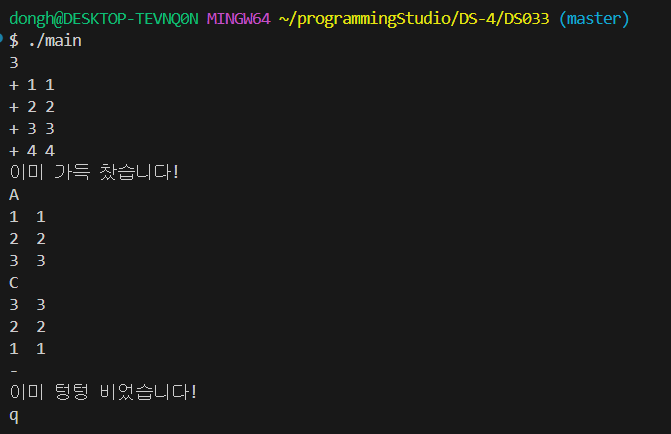 dongh@DESKTOP-TEVNQ0N MINGW64 ~/programmingStudio/DS-4/DS033 (master)
$ ./main
3
+ 1 1
+ 2 2
+ 3 3
+ 4 4
이미 가득 찼습니다!
A
1  1
2  2
3  3
C
3  3
2  2
1  1
-
이미 텅텅 비었습니다!
q